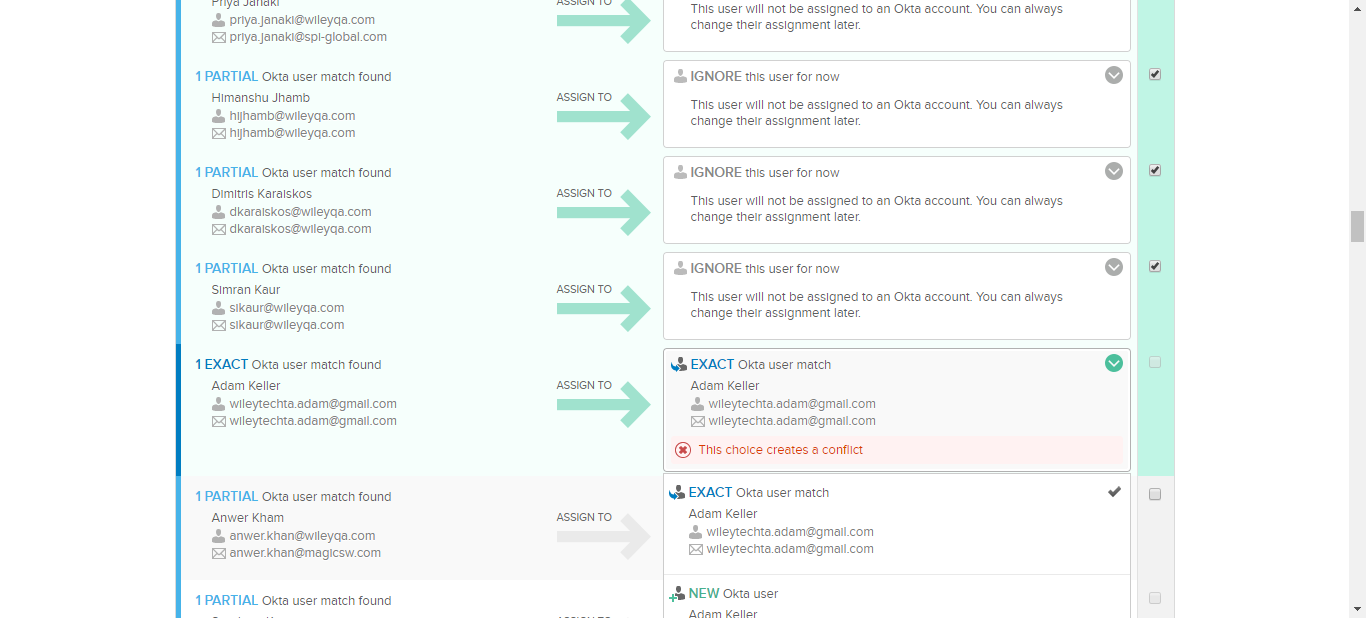 Priya Janaki
priya.janaki@wileyqa.com
priya.janaki@spi-global.com
ASSIGN TO
This user will not be assigned to an Okta account. You can always
change their assignment later.
1 PARTIAL Okta user match found
Himanshu Jhamb
hijhamb@wileyqa.com
hijhamb@wileyqa.com
ASSIGN TO
IGNORE this user for now
This user will not be assigned to an Okta account. You can always
change their assignment later.
1 PARTIAL Okta user match found
Dimitris Karaiskos
dkaraiskos@wileyqa.com
dkaraiskos@wileyqa.com
ASSIGN TO
IGNORE this user for now
This user will not be assigned to an Okta account. You can always
change their assignment later.
1 PARTIAL Okta user match found
Simran Kaur
sikaur@wileyqa.com
sikaur@wileyqa.com
ASSIGN TO
IGNORE this user for now
This user will not be assigned to an Okta account. You can always
change their assignment later.
1 EXACT Okta user match found
Adam Keller
wileytechta.adam@gmail.com
wileytechta.adam@gmail.com
ASSIGN TO
EXACT Okta user match
Adam Keller
wileytechta.adam@gmail.com
wileytechta.adam@gmail.com
This choice creates a conflict
1 PARTIAL Okta user match found
Anwer Kham
anwer.khan@wileyqa.com
anwer.khan@magicsw.com
ASSIGN TO
EXACT Okta user match
Adam Keller
wileytechta.adam@gmail.com
wileytechta.adam@gmail.com
1 PARTIAL Okta user match found
ASSIGN TO
NEW Okta user
Adam Keller